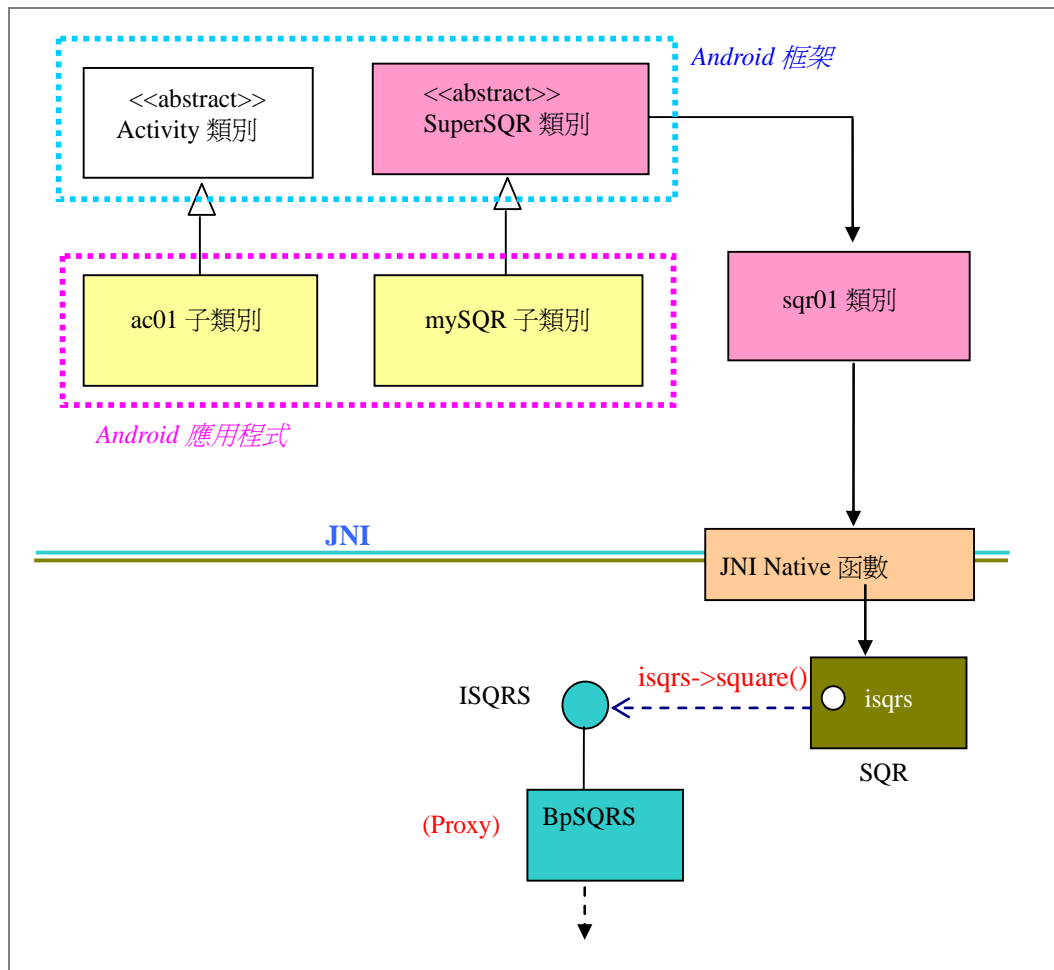 Android 框架
<<abstract>>
Activity 類別
<<abstract>>
SuperSQR 類別
sqr01 類別
ac01 子類別
mySQR 子類別
Android 應用程式
JNI
JNI Native 函數
isqrs->square()
ISQRS
isqrs
SQR
(Proxy)
BpSQRS